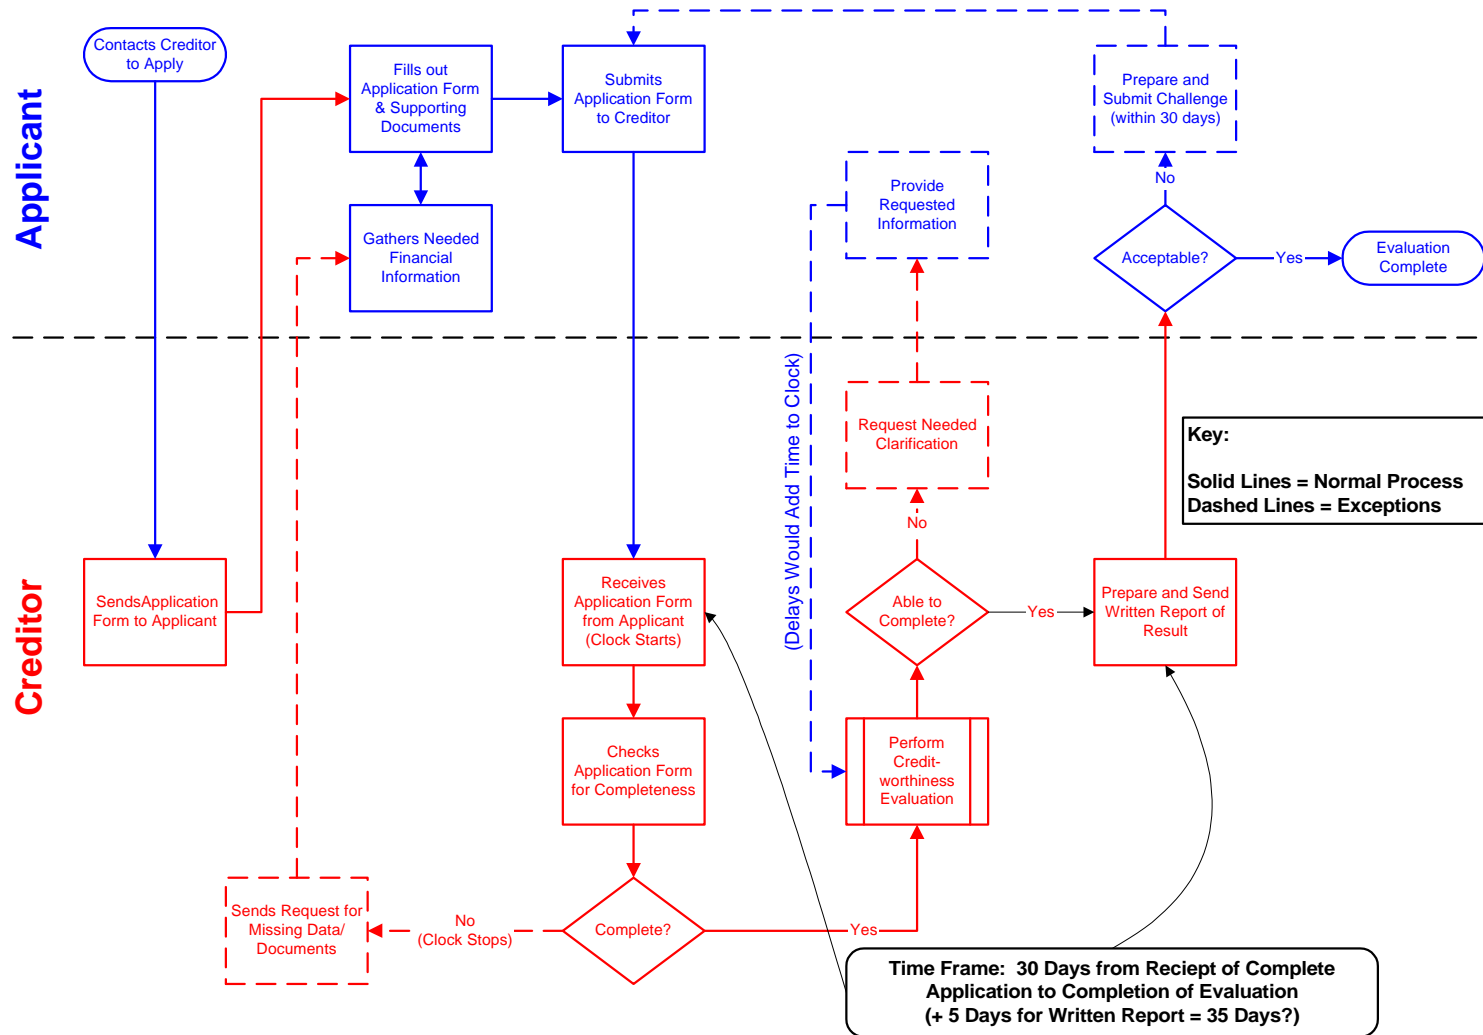 Applicant
Contacts Creditor
to Apply
Fills out
Application Form
& Supporting
Documents
Submits
Application Form
to Creditor
Prepare and
Submit Challenge
(within 30 days)
No
Provide
Requested
Information
Gathers Needed
Financial
Information
Acceptable?
Yes
Evaluation
Complete
(Delays Would Add Time to Clock)
Request Needed
Clarification
No
Key:
Solid Lines = Normal Process
Dashed Lines = Exceptions
Creditor
SendsApplication
Form to Applicant
Receives
Application Form
from Applicant
(Clock Starts)
Able to
Complete?
Yes
Prepare and Send
Written Report of
Result
Checks
Application Form
for Completeness
Perform
Credit-
worthiness
Evaluation
Sends Request for
Missing Data/
Documents
No
(Clock Stops)
Complete?
Yes
Time Frame: 30 Days from Reciept of Complete
Application to Completion of Evaluation
(+ 5 Days for Written Report = 35 Days?)